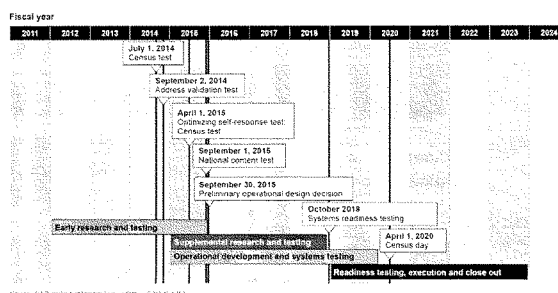 Fiscal year
2011 2012 2013 2014 2015 2016 2017 2018 2019 2020 2021 2022 2023 2024
July 1, 2014
Census test
September 2, 2014
Address validation test
April 1, 2015
Optimizing self-response test:
Census test
September 1, 2015
National content test
September 30, 2015
Preliminary operational design decision
October 2018
Systems readiness testing
April 1, 2020
Census day
Early research and testing
Supplemental research and testing
Operational development and systems testing
Readiness testing, execution and close out